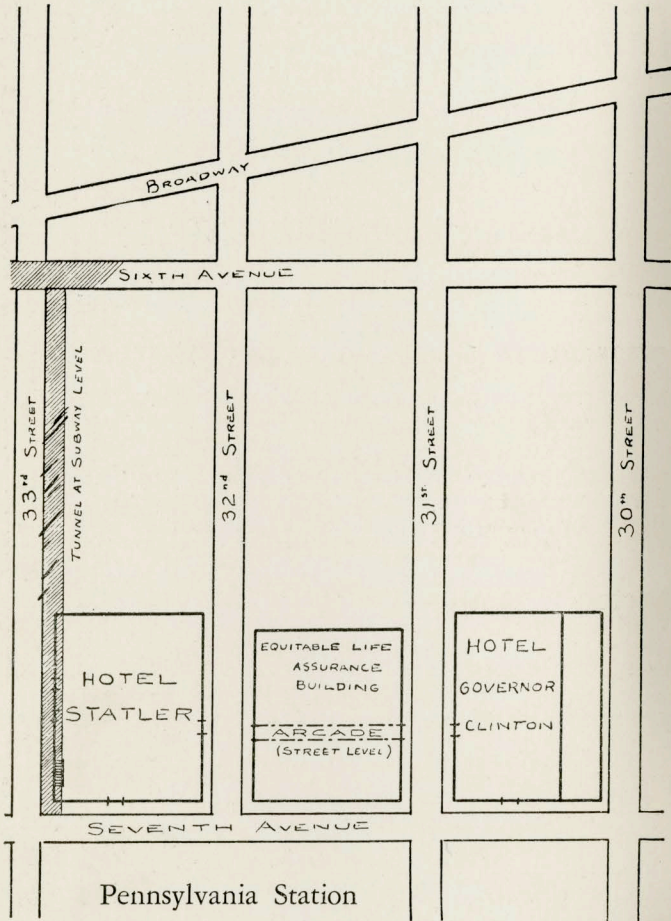 BROADWAY
SIXTH AVENUE
33rd STREET
TUNNEL AT SUBWAY LEVEL
32nd STREET
31ST STREET
30th STREET
HOTEL
STATLER
EQUITABLE LIFE
ASSURANCE
BUILDING
ARCADE
(STREET LEVEL)
HOTEL
GOVERNOR
CLINTON
SEVENTH AVENUE
Pennsylvania Station